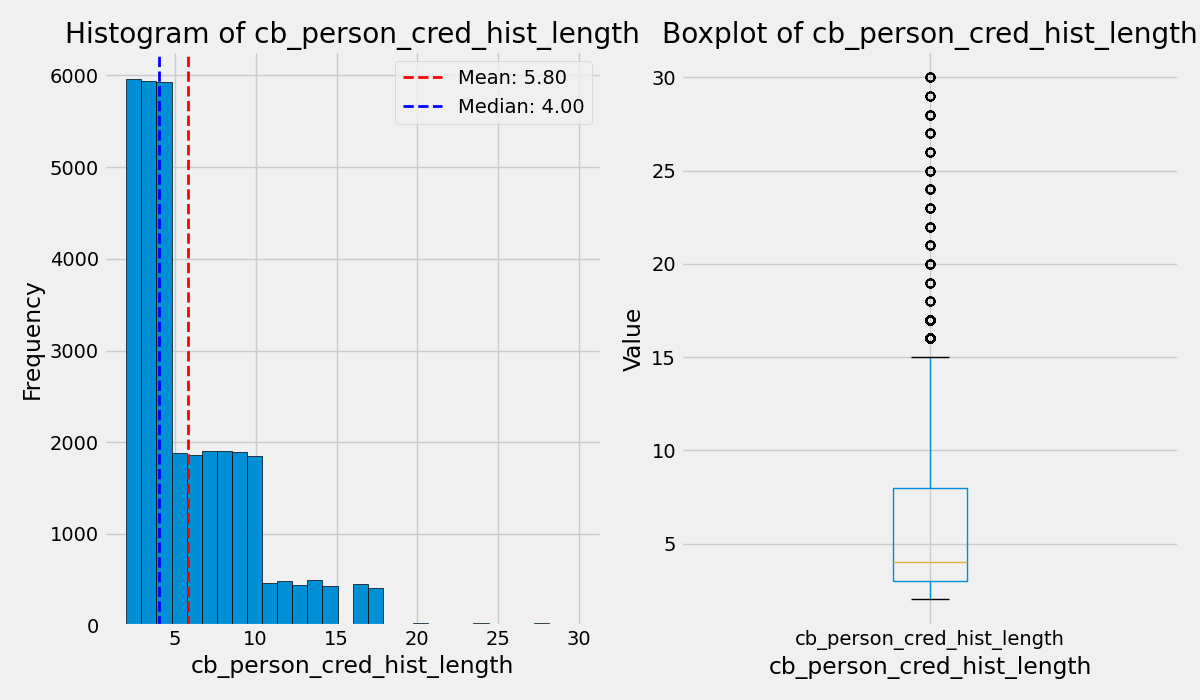 Histogram of cb_person_cred_hist_length
Mean: 5.80
Median: 4.00
6000
5000
4000
3000
2000
1000
0
Frequency
5
10
15
20
25
30
cb_person_cred_hist_length
Boxplot of cb_person_cred_hist_length
30
25
20
15
10
5
Value
cb_person_cred_hist_length
cb_person_cred_hist_length